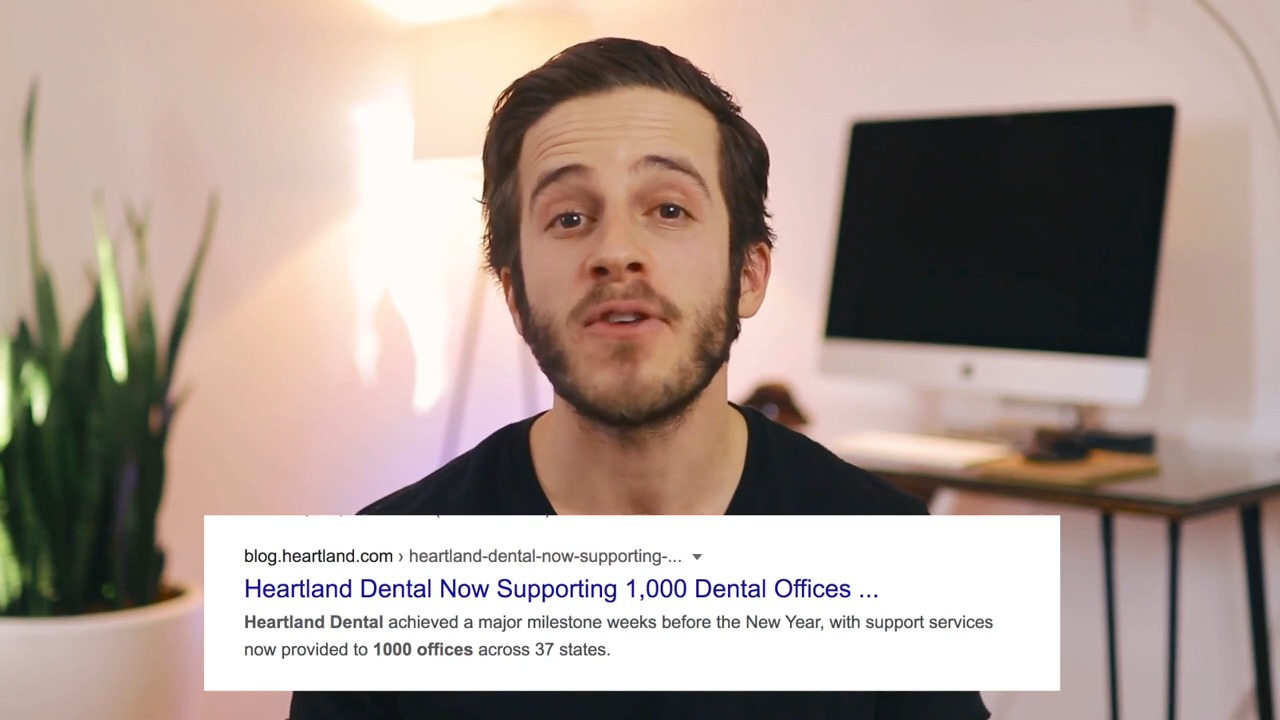 blog.heartland.com › heartland-dental-now-supporting-...
Heartland Dental Now Supporting 1,000 Dental Offices ...
Heartland Dental achieved a major milestone weeks before the New Year, with support services
now provided to 1000 offices across 37 states.